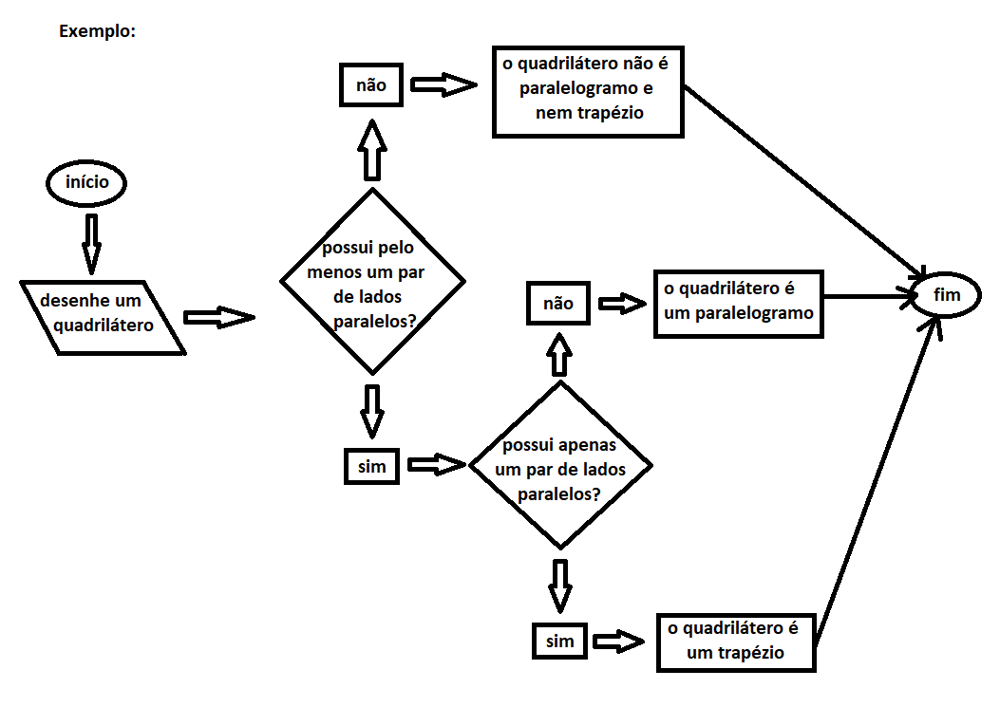 Exemplo:
início
desenhe um
quadrilátero
possui pelo
menos um par
de lados
paralelos?
não
o quadrilátero não é
paralelogramo e
nem trapézio
sim
possui apenas
um par de lados
paralelos?
não
o quadrilátero é
um paralelogramo
sim
o quadrilátero é
um trapézio
fim